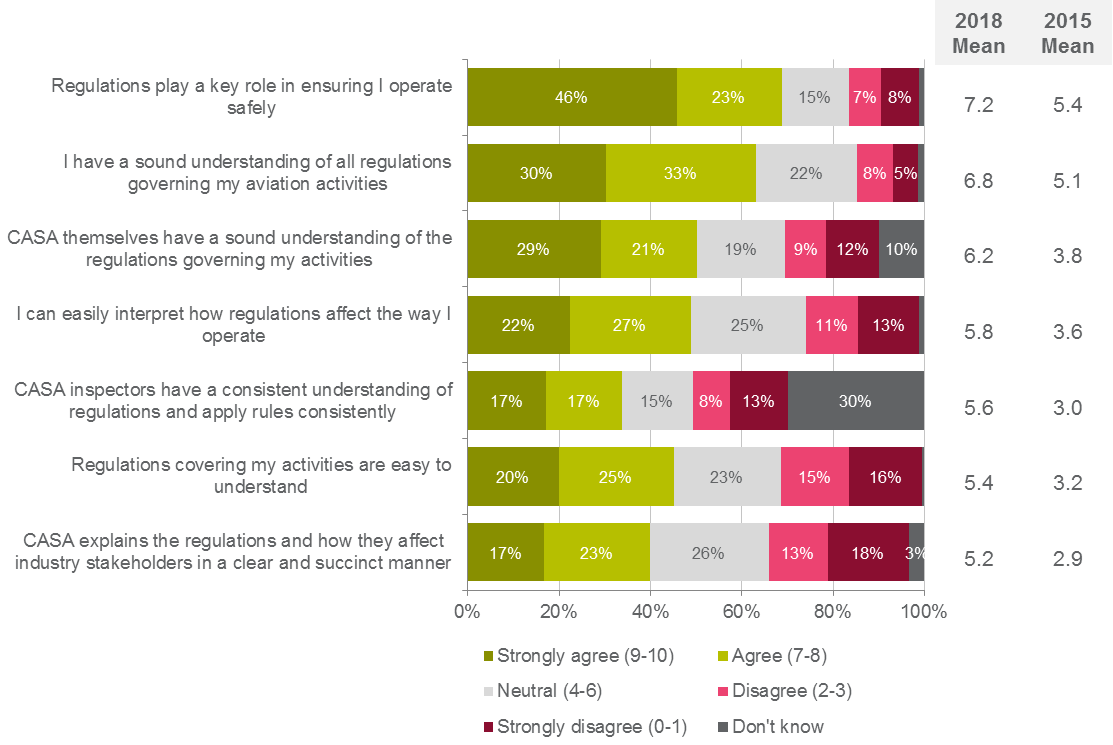 2018 2015
Mean Mean
Regulations play a key role in ensuring I operate
safely
46% 23% 15% 7% 8%
7.2 5.4
I have a sound understanding of all regulations
governing my aviation activities
30% 33% 22% 8% 5%
6.8 5.1
CASA themselves have a sound understanding of the
regulations governing my activities
29% 21% 19% 9% 12% 10%
6.2 3.8
I can easily interpret how regulations affect the way I
operate
22% 27% 25% 11% 13%
5.8 3.6
CASA inspectors have a consistent understanding of
regulations and apply rules consistently
17% 17% 15% 8% 13% 30%
5.6 3.0
Regulations covering my activities are easy to
understand
20% 25% 23% 15% 16%
5.4 3.2
CASA explains the regulations and how they affect
industry stakeholders in a clear and succinct manner
17% 23% 26% 13% 18% 3%
5.2 2.9
0% 20% 40% 60% 80% 100%
Strongly agree (9-10) Agree (7-8)
Neutral (4-6) Disagree (2-3)
Strongly disagree (0-1) Don't know